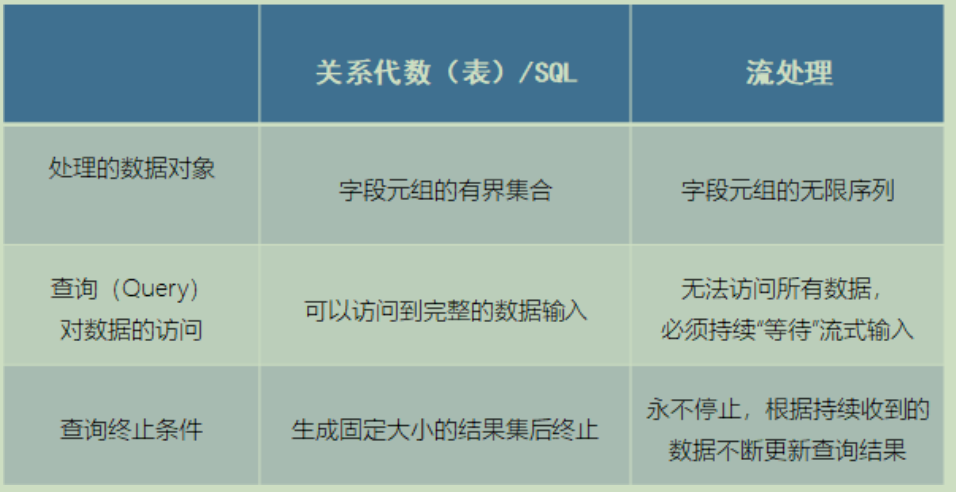 关系代数（表）/SQL
流处理
处理的数据对象
字段元组的有界集合
字段元组的无限序列
查询（Query）
对数据的访问
可以访问到完整的数据输入
无法访问所有数据，
必须持续“等待”流式输入
查询终止条件
生成固定大小的结果集后终止
永不停止，根据持续收到的
数据不断更新查询结果